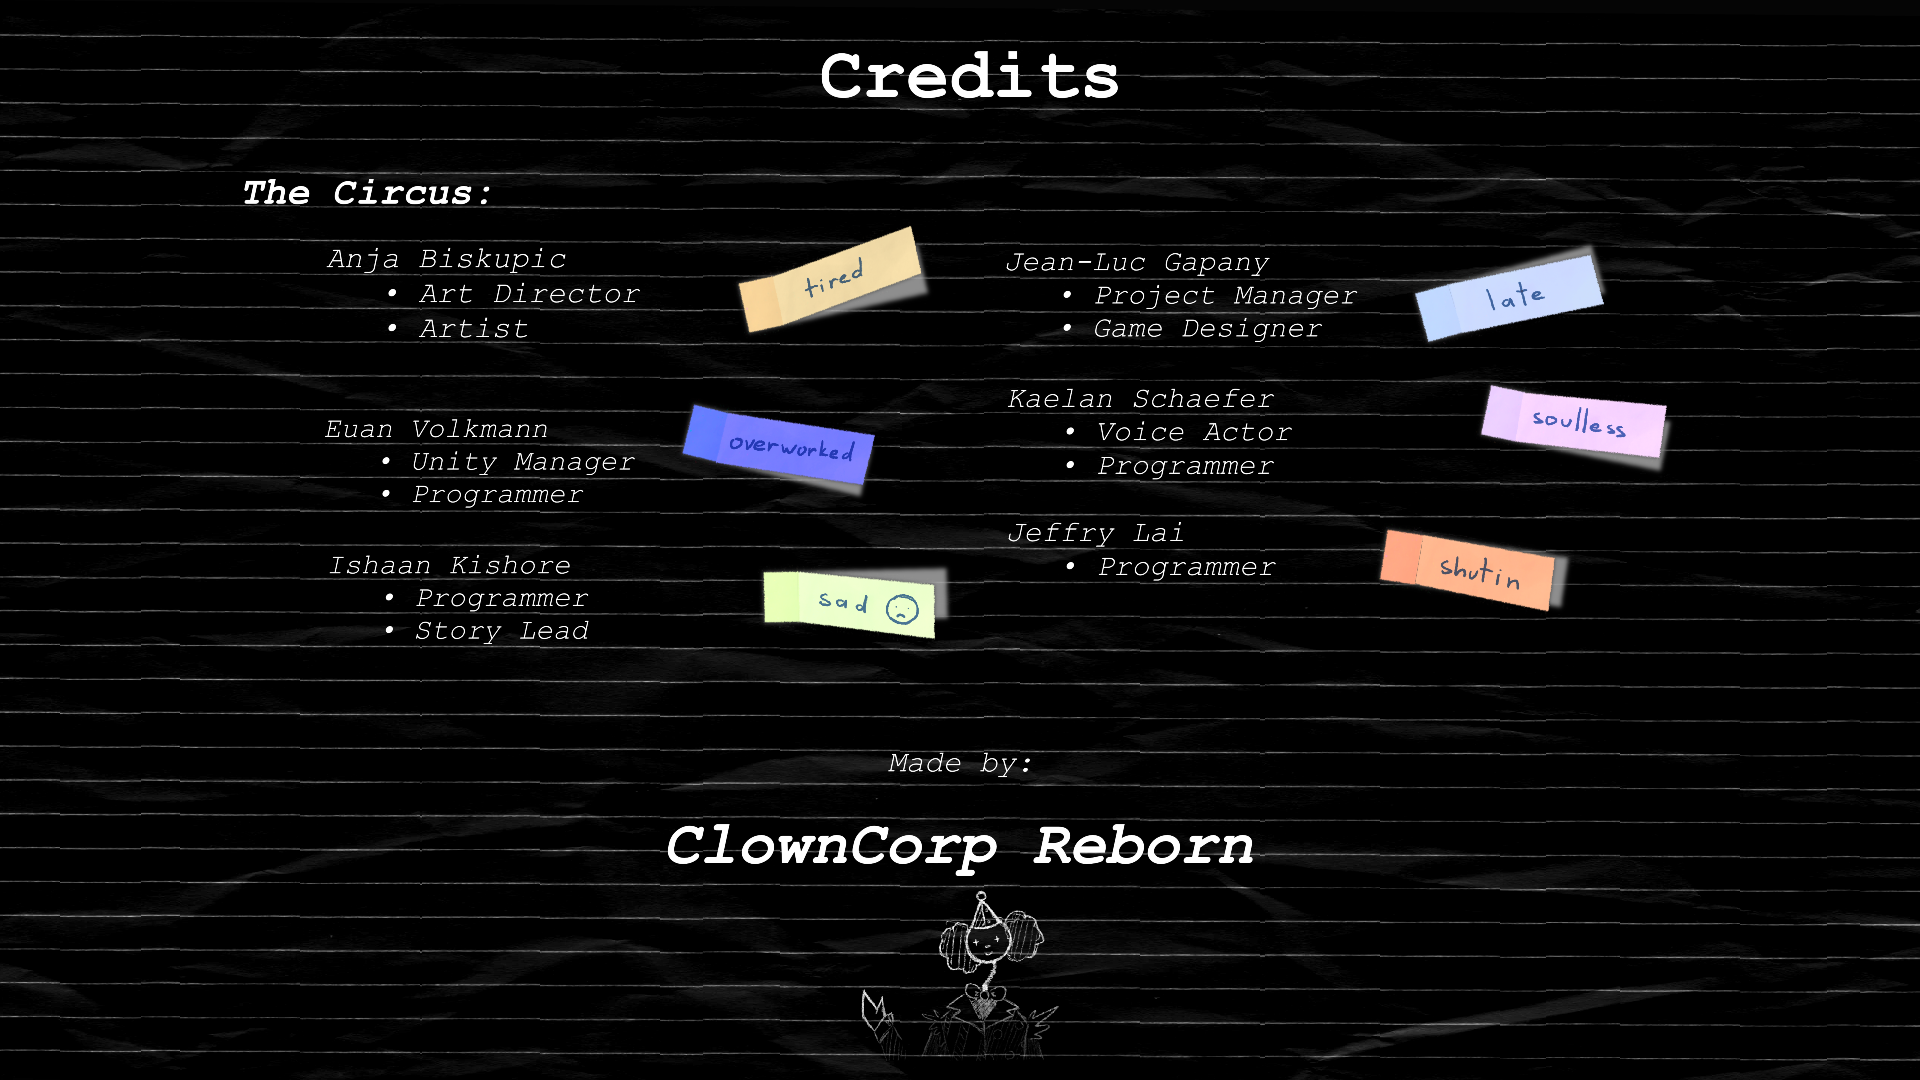 Credits
The Circus:
Anja Biskupic
• Art Director
• Artist
tired
Euan Volkmann
• Unity Manager
• Programmer
overworked
Ishaan Kishore
• Programmer
• Story Lead
sad
Jean-Luc Gapany
• Project Manager
• Game Designer
late
Kaelan Schaefer
• Voice Actor
• Programmer
soulless
Jeffry Lai
• Programmer
shutin
Made by:
ClownCorp Reborn